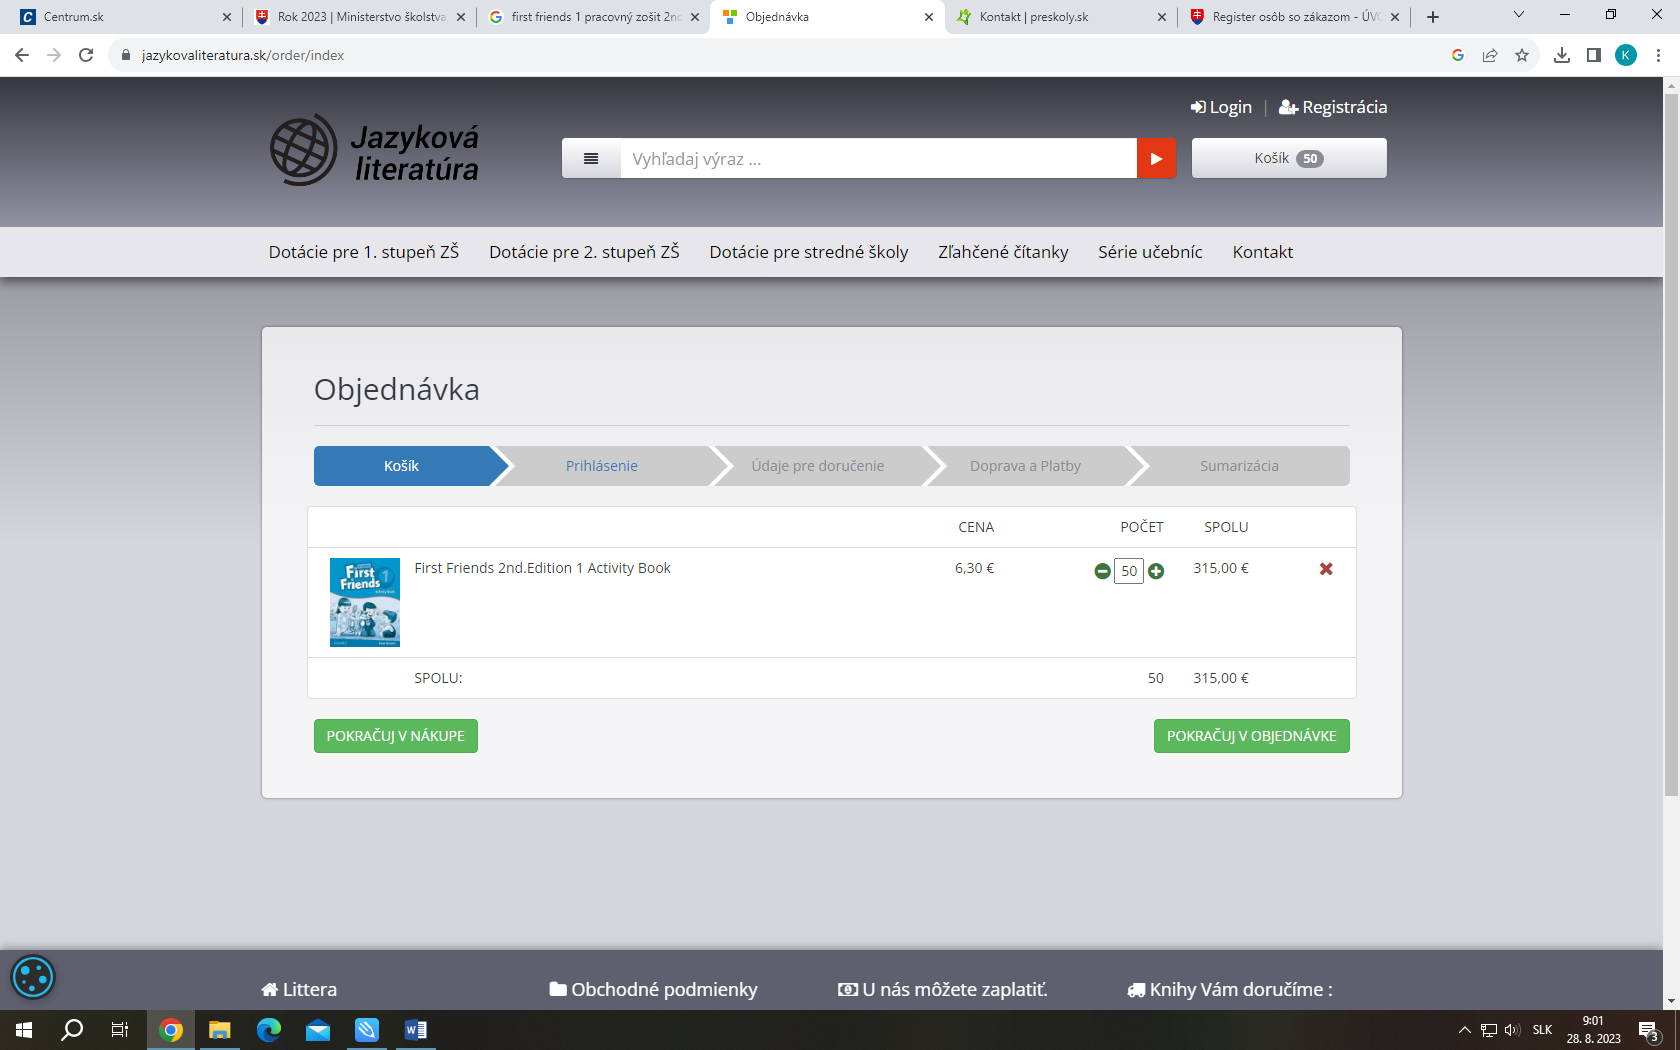 Centrum.sk
Rok 2023 | Ministerstvo školstva
first friends 1 pracovný zošit 2nd
Objednávka
Kontakt | preskoly.sk
Register osôb so zákazom - ÚVO
jazykovaliteratura.sk/order/index
K
Login | Registrácia
Jazyková
literatúra
Vyhľadaj výraz ...
Košík 50
Dotácie pre 1. stupeň ZŠ Dotácie pre 2. stupeň ZŠ Dotácie pre stredné školy Zľahčené čítanky Série učebníc Kontakt
Objednávka
Košík Prihlásenie Údaje pre doručenie Doprava a Platby Sumarizácia
CENA POČET SPOLU
First Friends 1
First Friends 2nd.Edition 1 Activity Book 6,30 € 50 315,00 €
SPOLU: 50 315,00 €
POKRAČUJ V NÁKUPE POKRAČUJ V OBJEDNÁVKE
Littera Obchodné podmienky U nás môžete zaplatiť. Knihy Vám doručíme :
SLK
9:01
28. 8. 2023
3